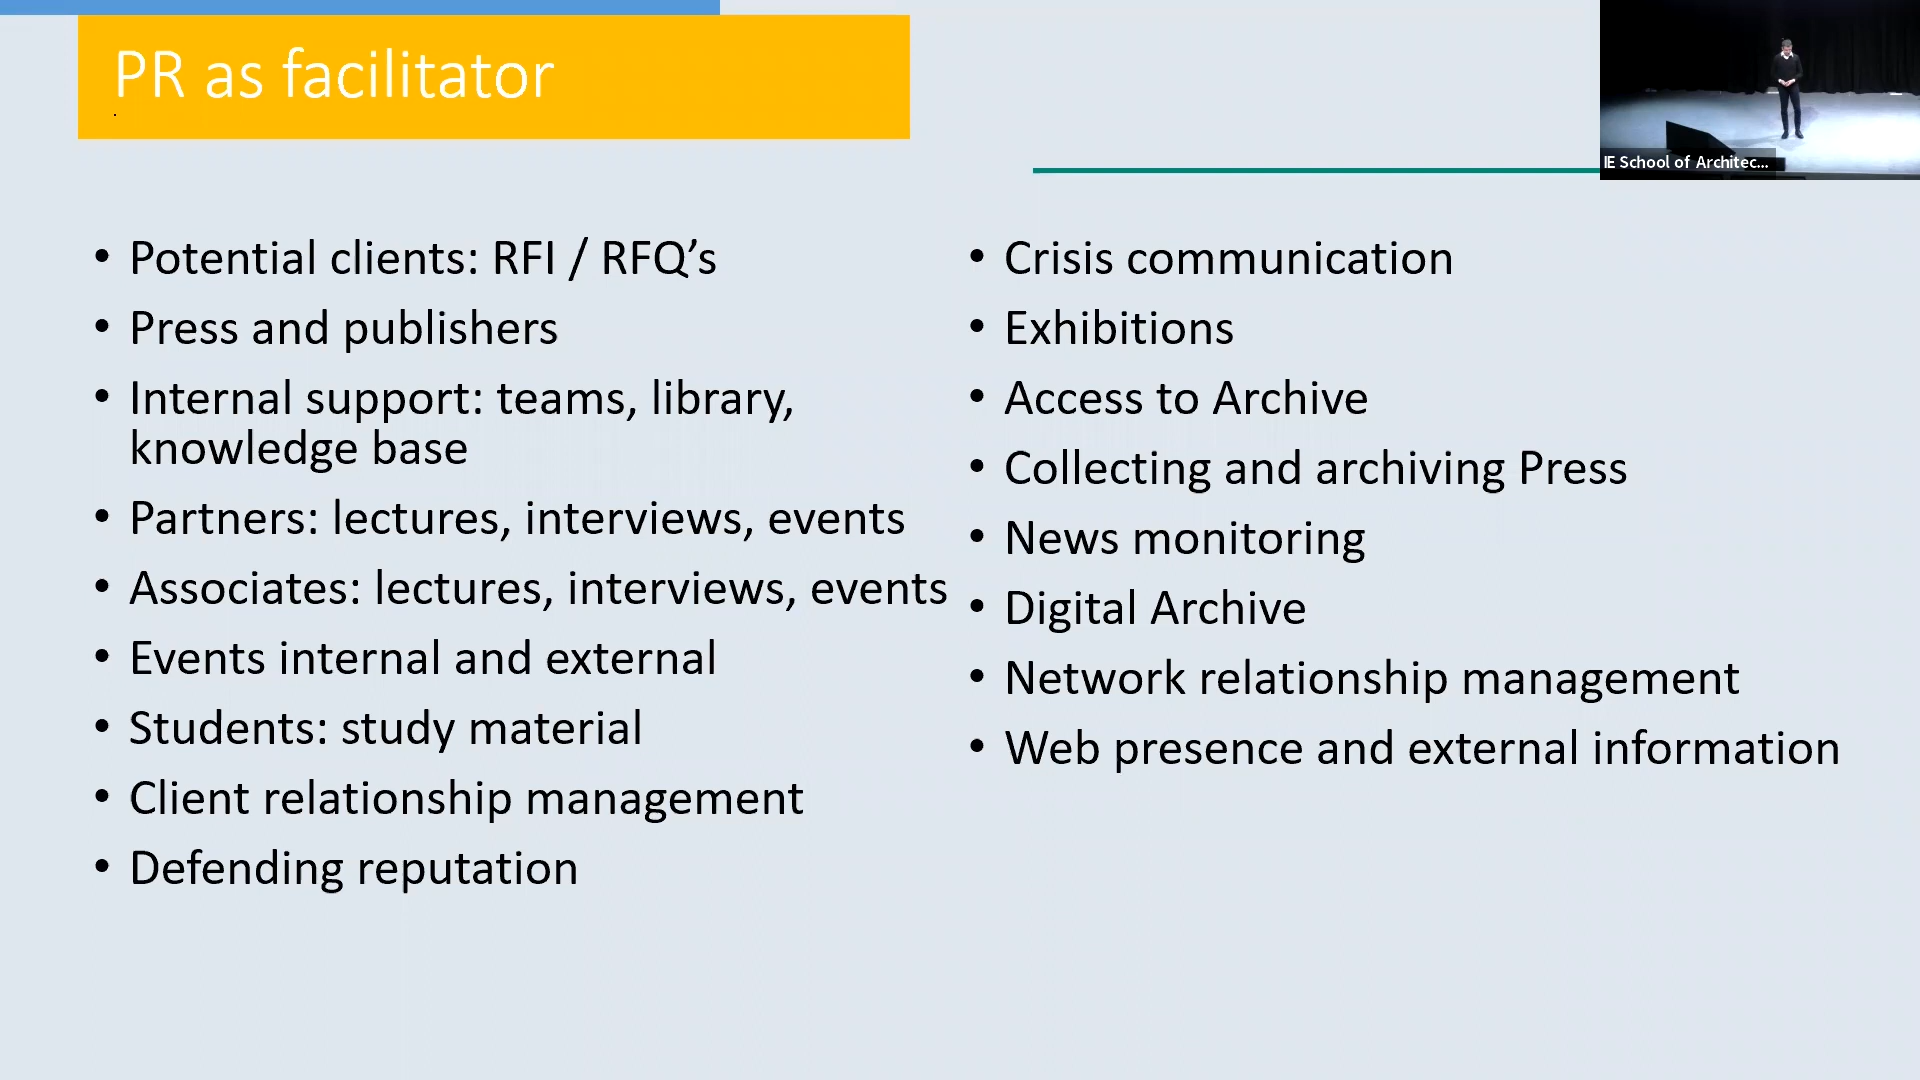 PR as facilitator
.
IE School of Architec...
• Potential clients: RFI / RFQ’s
• Press and publishers
• Internal support: teams, library,
knowledge base
• Partners: lectures, interviews, events
• Associates: lectures, interviews, events
• Events internal and external
• Students: study material
• Client relationship management
• Defending reputation
• Crisis communication
• Exhibitions
• Access to Archive
• Collecting and archiving Press
• News monitoring
• Digital Archive
• Network relationship management
• Web presence and external information